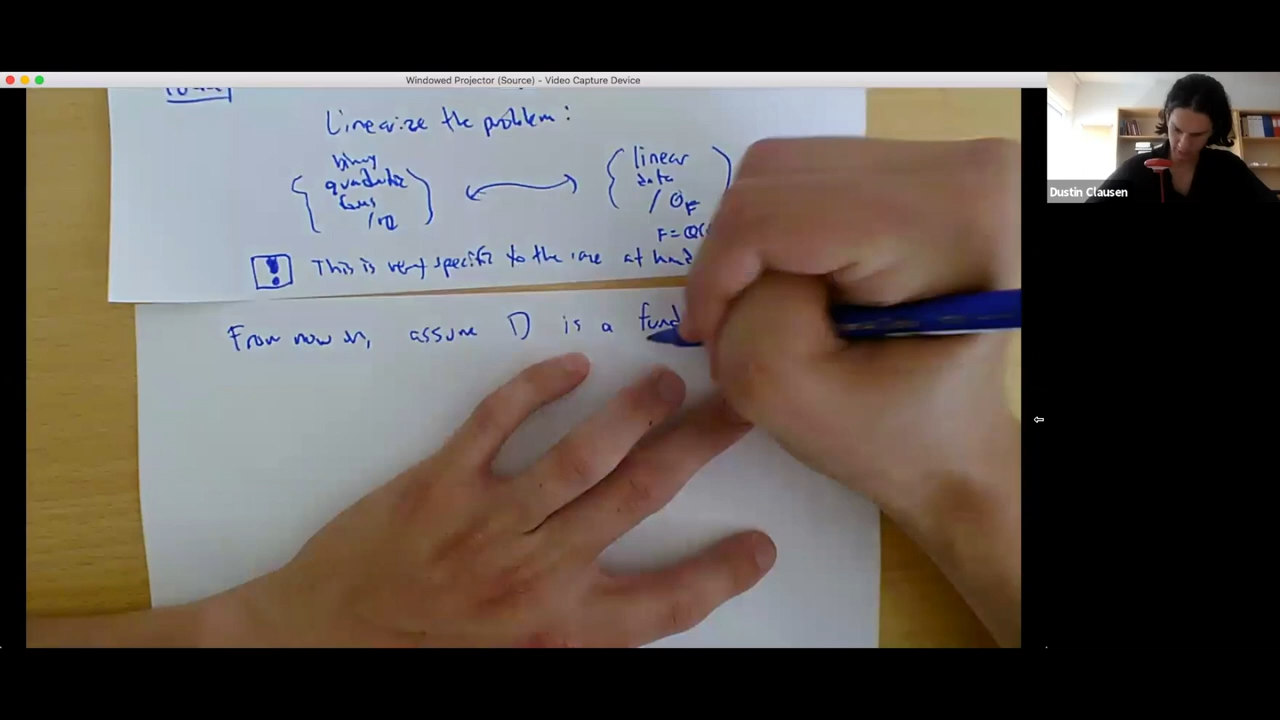 Windowed Projector (Source) - Video Capture Device
Linearize the problem:
binary
quadratic
forms
/ℤ
linear
data
/ O_F
F = Q(
This is very specific to the case at hand
From now on, assume D is a fund
Dustin Clausen